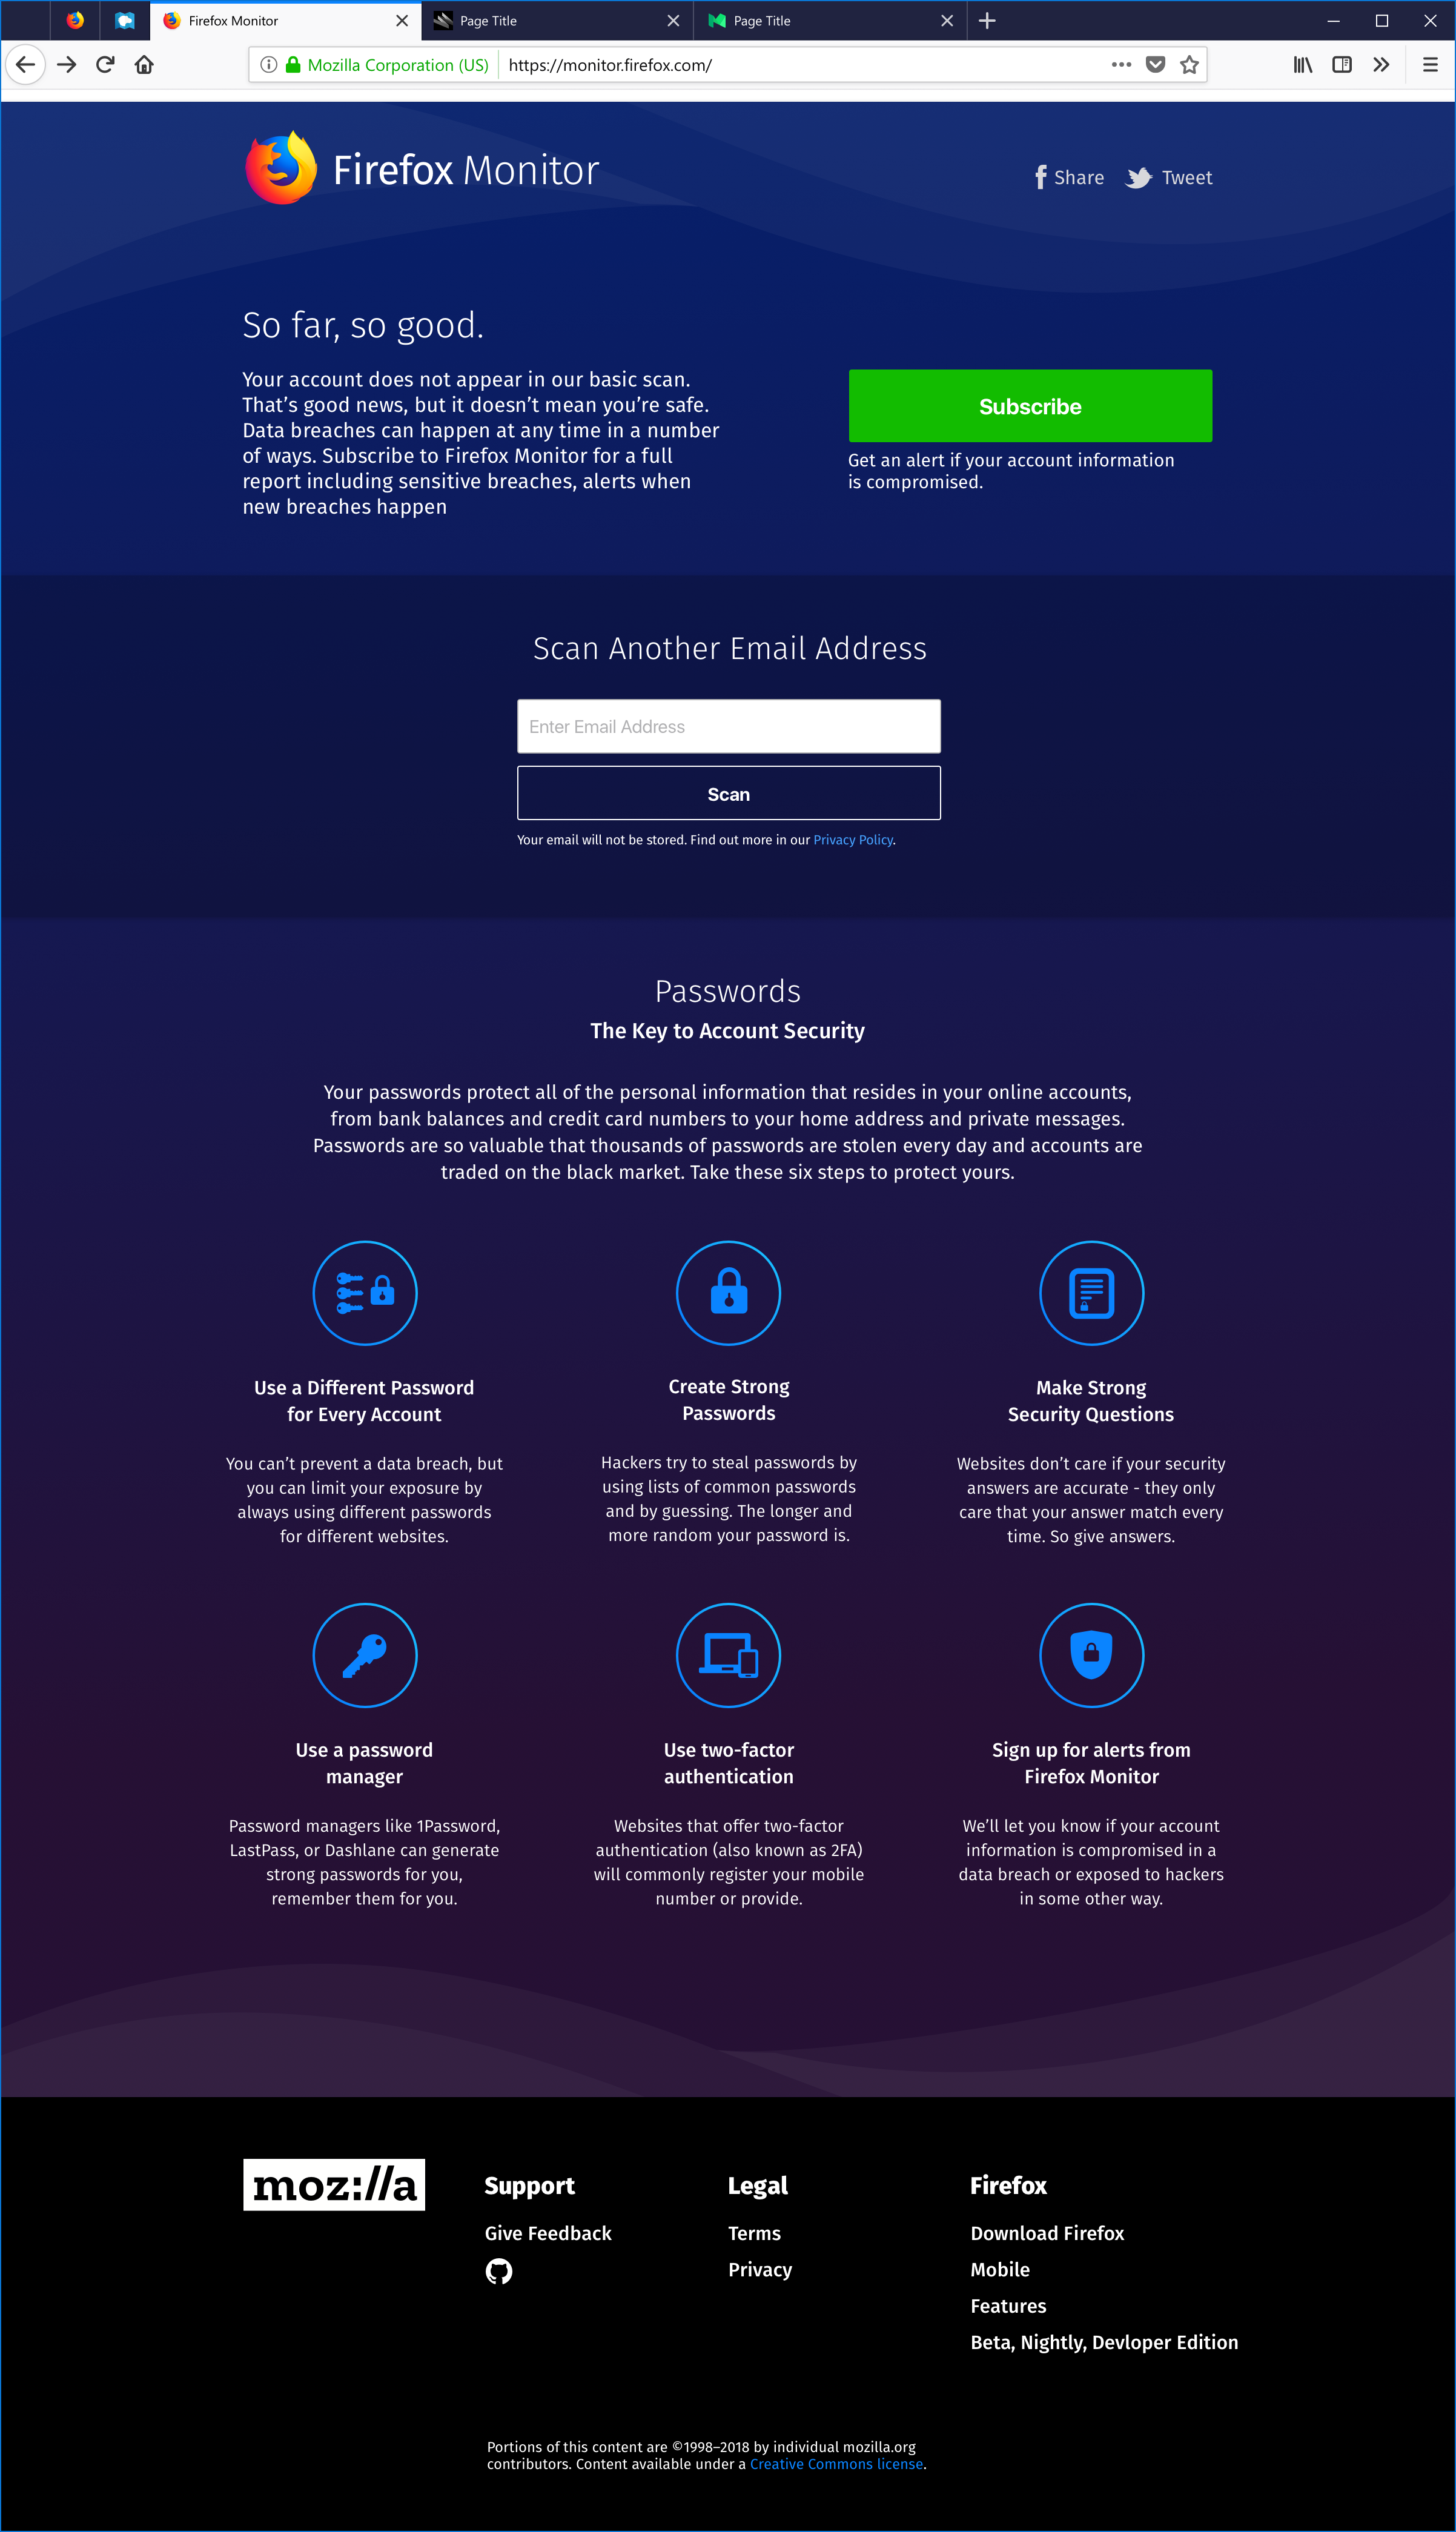 Firefox Monitor
Page Title
Page Title
Mozilla Corporation (US)
https://monitor.firefox.com/
Firefox Monitor
Share
Tweet
So far, so good.
Your account does not appear in our basic scan.
That’s good news, but it doesn’t mean you’re safe.
Data breaches can happen at any time in a number
of ways. Subscribe to Firefox Monitor for a full
report including sensitive breaches, alerts when
new breaches happen
Subscribe
Get an alert if your account information
is compromised.
Scan Another Email Address
Enter Email Address
Scan
Your email will not be stored. Find out more in our Privacy Policy.
Passwords
The Key to Account Security
Your passwords protect all of the personal information that resides in your online accounts,
from bank balances and credit card numbers to your home address and private messages.
Passwords are so valuable that thousands of passwords are stolen every day and accounts are
traded on the black market. Take these six steps to protect yours.
Use a Different Password
for Every Account
You can’t prevent a data breach, but
you can limit your exposure by
always using different passwords
for different websites.
Create Strong
Passwords
Hackers try to steal passwords by
using lists of common passwords
and by guessing. The longer and
more random your password is.
Make Strong
Security Questions
Websites don’t care if your security
answers are accurate - they only
care that your answer match every
time. So give answers.
Use a password
manager
Password managers like 1Password,
LastPass, or Dashlane can generate
strong passwords for you,
remember them for you.
Use two-factor
authentication
Websites that offer two-factor
authentication (also known as 2FA)
will commonly register your mobile
number or provide.
Sign up for alerts from
Firefox Monitor
We’ll let you know if your account
information is compromised in a
data breach or exposed to hackers
in some other way.
moz://a
Support
Give Feedback
Legal
Terms
Privacy
Firefox
Download Firefox
Mobile
Features
Beta, Nightly, Devloper Edition
Portions of this content are ©1998–2018 by individual mozilla.org
contributors. Content available under a Creative Commons license.